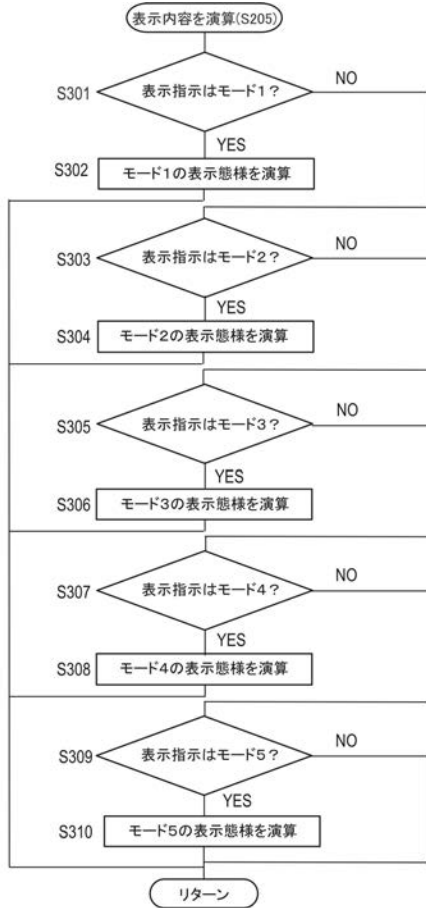 表示内容を演算(S205)
S301
表示指示はモード1?
NO
YES
S302
モード1の表示態様を演算
S303
表示指示はモード2?
NO
YES
S304
モード2の表示態様を演算
S305
表示指示はモード3?
NO
YES
S306
モード3の表示態様を演算
S307
表示指示はモード4?
NO
YES
S308
モード4の表示態様を演算
S309
表示指示はモード5?
NO
YES
S310
モード5の表示態様を演算
リターン